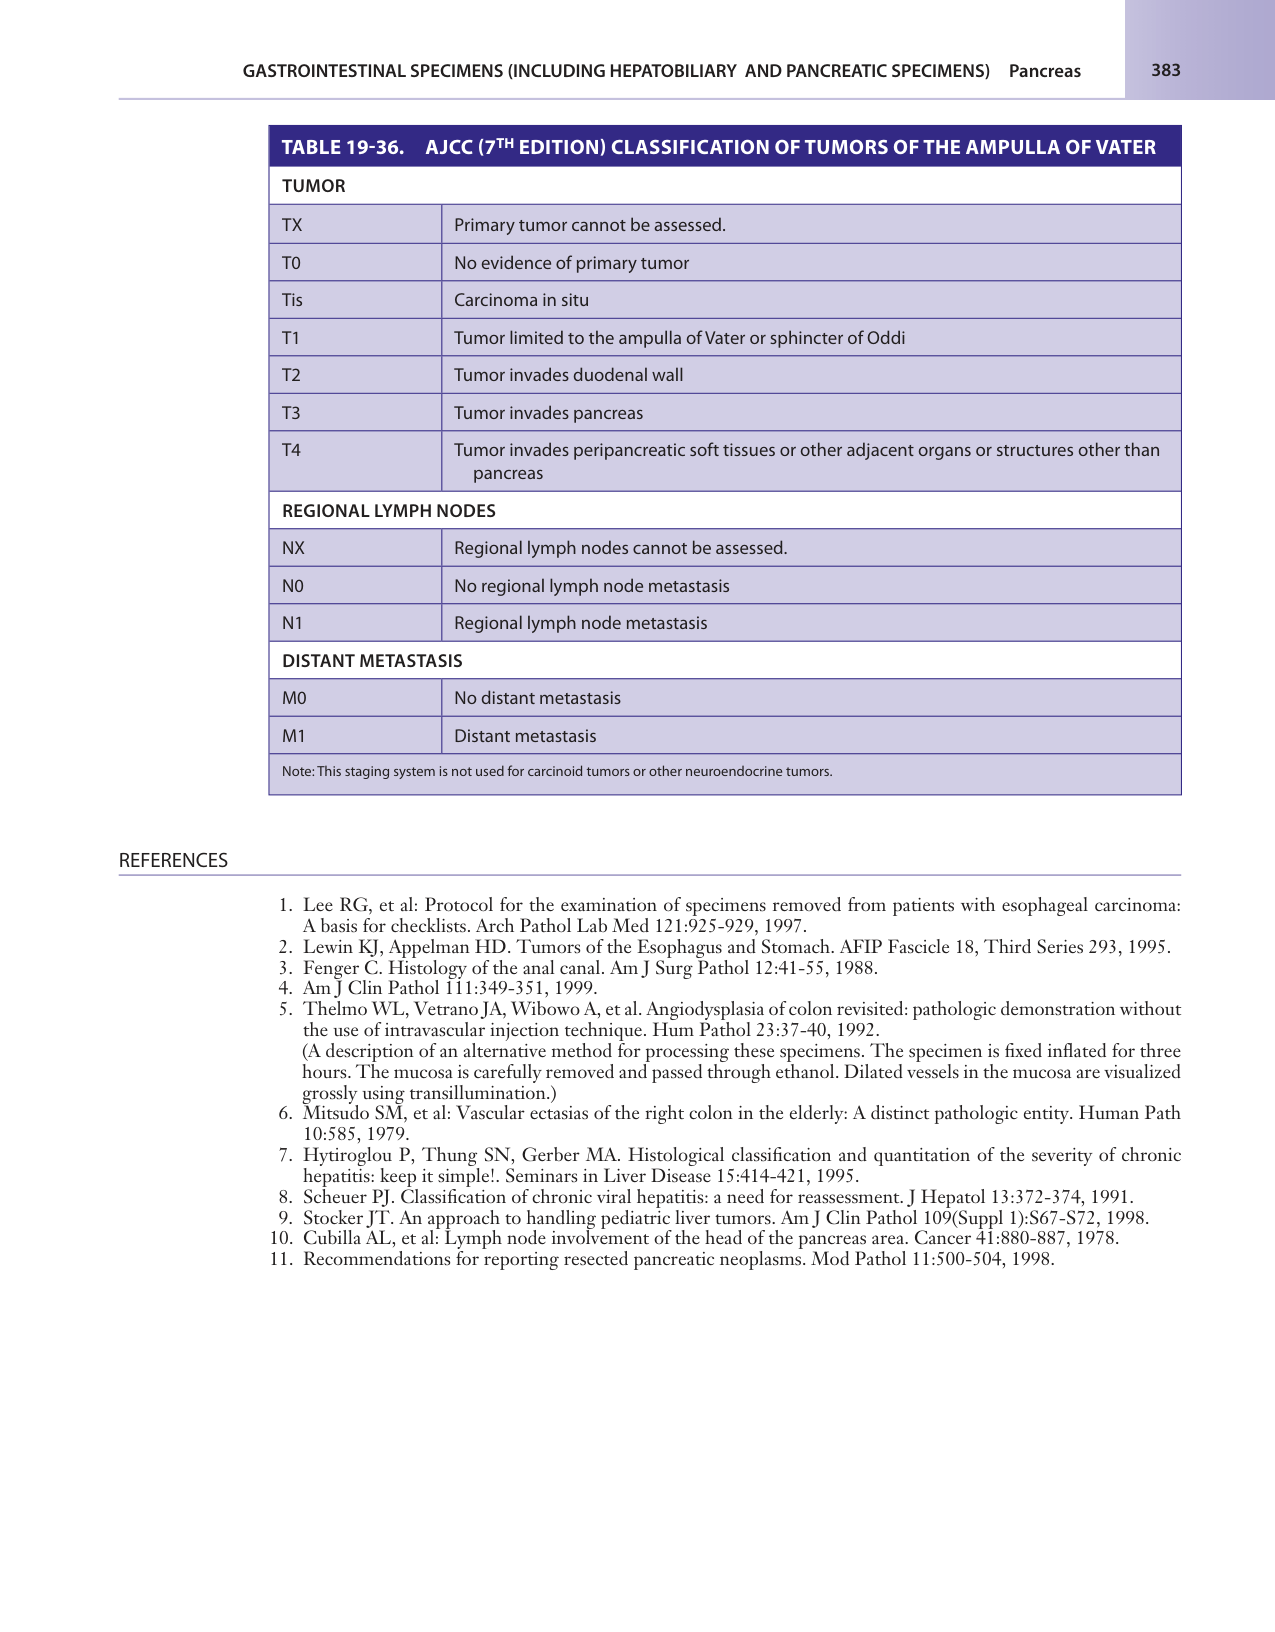 GASTROINTESTINAL SPECIMENS (INCLUDING HEPATOBILIARY AND PANCREATIC SPECIMENS) Pancreas 383
TABLE 19-36. AJCC (7TH EDITION) CLASSIFICATION OF TUMORS OF THE AMPULLA OF VATER
TUMOR
TX Primary tumor cannot be assessed.
T0 No evidence of primary tumor
Tis Carcinoma in situ
T1 Tumor limited to the ampulla of Vater or sphincter of Oddi
T2 Tumor invades duodenal wall
T3 Tumor invades pancreas
T4 Tumor invades peripancreatic soft tissues or other adjacent organs or structures other than
pancreas
REGIONAL LYMPH NODES
NX Regional lymph nodes cannot be assessed.
N0 No regional lymph node metastasis
N1 Regional lymph node metastasis
DISTANT METASTASIS
M0 No distant metastasis
M1 Distant metastasis
Note: This staging system is not used for carcinoid tumors or other neuroendocrine tumors.
REFERENCES
1. Lee RG, et al: Protocol for the examination of specimens removed from patients with esophageal carcinoma:
A basis for checklists. Arch Pathol Lab Med 121:925-929, 1997.
2. Lewin KJ, Appelman HD. Tumors of the Esophagus and Stomach. AFIP Fascicle 18, Third Series 293, 1995.
3. Fenger C. Histology of the anal canal. Am J Surg Pathol 12:41-55, 1988.
4. Am J Clin Pathol 111:349-351, 1999.
5. Thelmo WL, Vetrano JA, Wibowo A, et al. Angiodysplasia of colon revisited: pathologic demonstration without
the use of intravascular injection technique. Hum Pathol 23:37-40, 1992.
(A description of an alternative method for processing these specimens. The specimen is fixed inflated for three
hours. The mucosa is carefully removed and passed through ethanol. Dilated vessels in the mucosa are visualized
grossly using transillumination.)
6. Mitsudo SM, et al: Vascular ectasias of the right colon in the elderly: A distinct pathologic entity. Human Path
10:585, 1979.
7. Hytiroglou P, Thung SN, Gerber MA. Histological classification and quantitation of the severity of chronic
hepatitis: keep it simple!. Seminars in Liver Disease 15:414-421, 1995.
8. Scheuer PJ. Classification of chronic viral hepatitis: a need for reassessment. J Hepatol 13:372-374, 1991.
9. Stocker JT. An approach to handling pediatric liver tumors. Am J Clin Pathol 109(Suppl 1):S67-S72, 1998.
10. Cubilla AL, et al: Lymph node involvement of the head of the pancreas area. Cancer 41:880-887, 1978.
11. Recommendations for reporting resected pancreatic neoplasms. Mod Pathol 11:500-504, 1998.